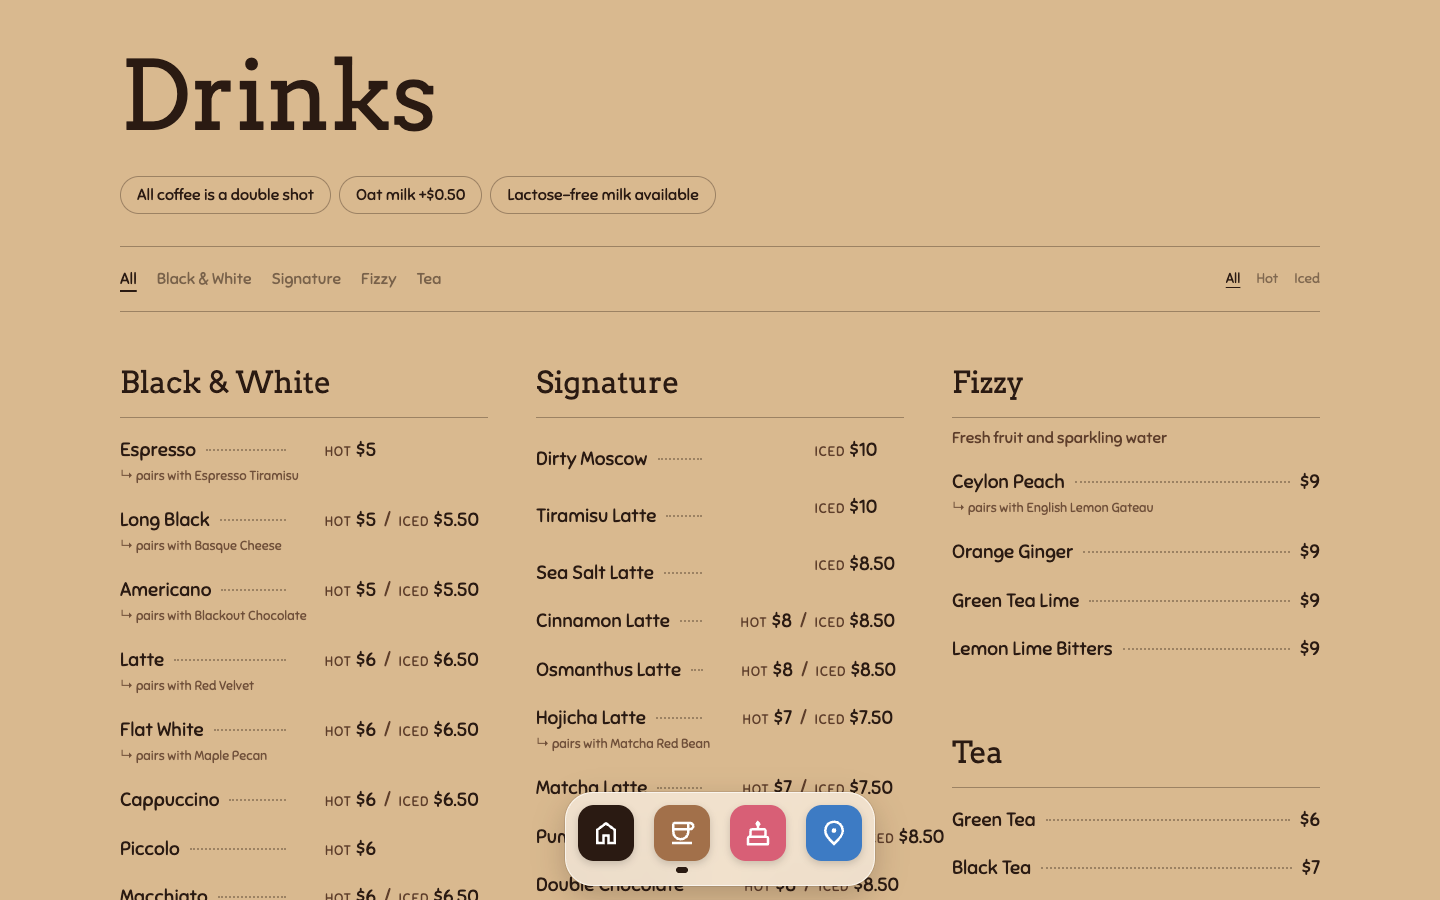 Drinks
All coffee is a double shot
Oat milk +$0.50
Lactose-free milk available
All Black & White Signature Fizzy Tea
All Hot Iced
Black & White
Espresso HOT $5
↳ pairs with Espresso Tiramisu
Long Black HOT $5 / ICED $5.50
↳ pairs with Basque Cheese
Americano HOT $5 / ICED $5.50
↳ pairs with Blackout Chocolate
Latte HOT $6 / ICED $6.50
↳ pairs with Red Velvet
Flat White HOT $6 / ICED $6.50
↳ pairs with Maple Pecan
Cappuccino HOT $6 / ICED $6.50
Piccolo HOT $6
Macchiato HOT $6 / ICED $6.50
Signature
Dirty Moscow ICED $10
Tiramisu Latte ICED $10
Sea Salt Latte ICED $8.50
Cinnamon Latte HOT $8 / ICED $8.50
Osmanthus Latte HOT $8 / ICED $8.50
Hojicha Latte HOT $7 / ICED $7.50
↳ pairs with Matcha Red Bean
Matcha Latte HOT $7 / ICED $7.50
$8.50
Double Chocolate HOT $8 / ICED $8.50
Fizzy
Fresh fruit and sparkling water
Ceylon Peach $9
↳ pairs with English Lemon Gateau
Orange Ginger $9
Green Tea Lime $9
Lemon Lime Bitters $9
Tea
Green Tea $6
Black Tea $7